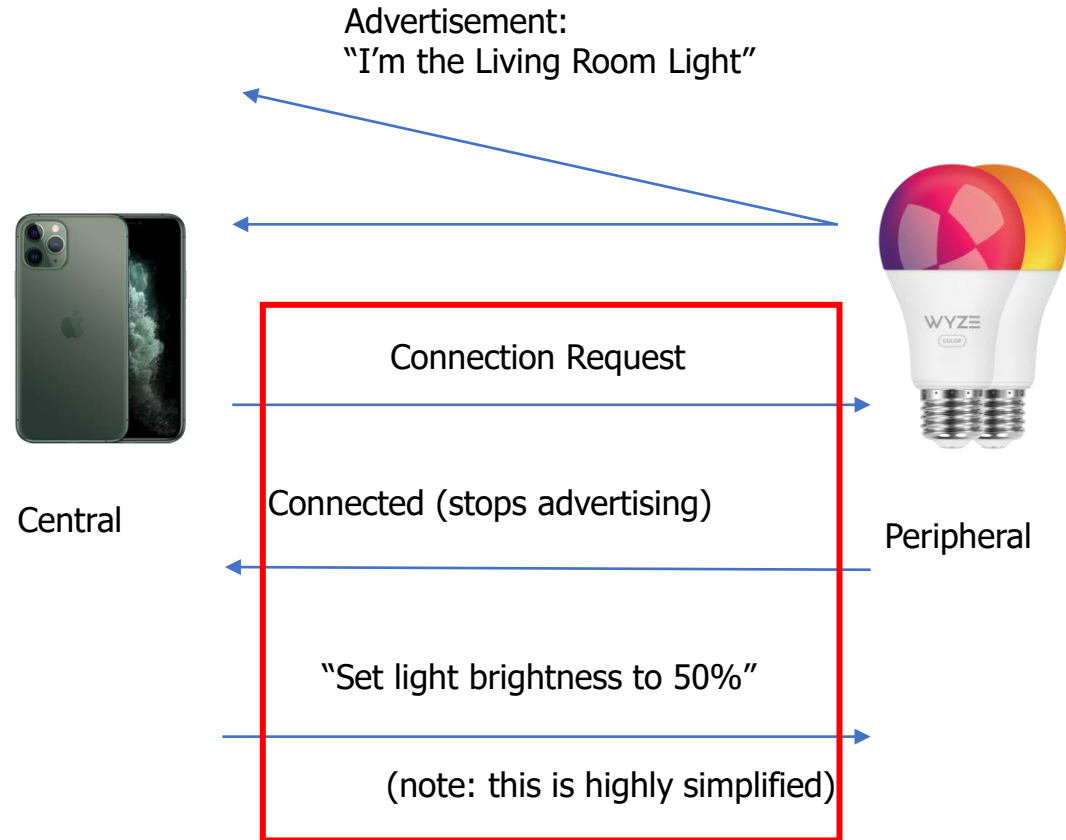 Advertisement:
“I’m the Living Room Light”
WYZE
COLOR
Connection Request
Central
Connected (stops advertising)
Peripheral
“Set light brightness to 50%”
(note: this is highly simplified)